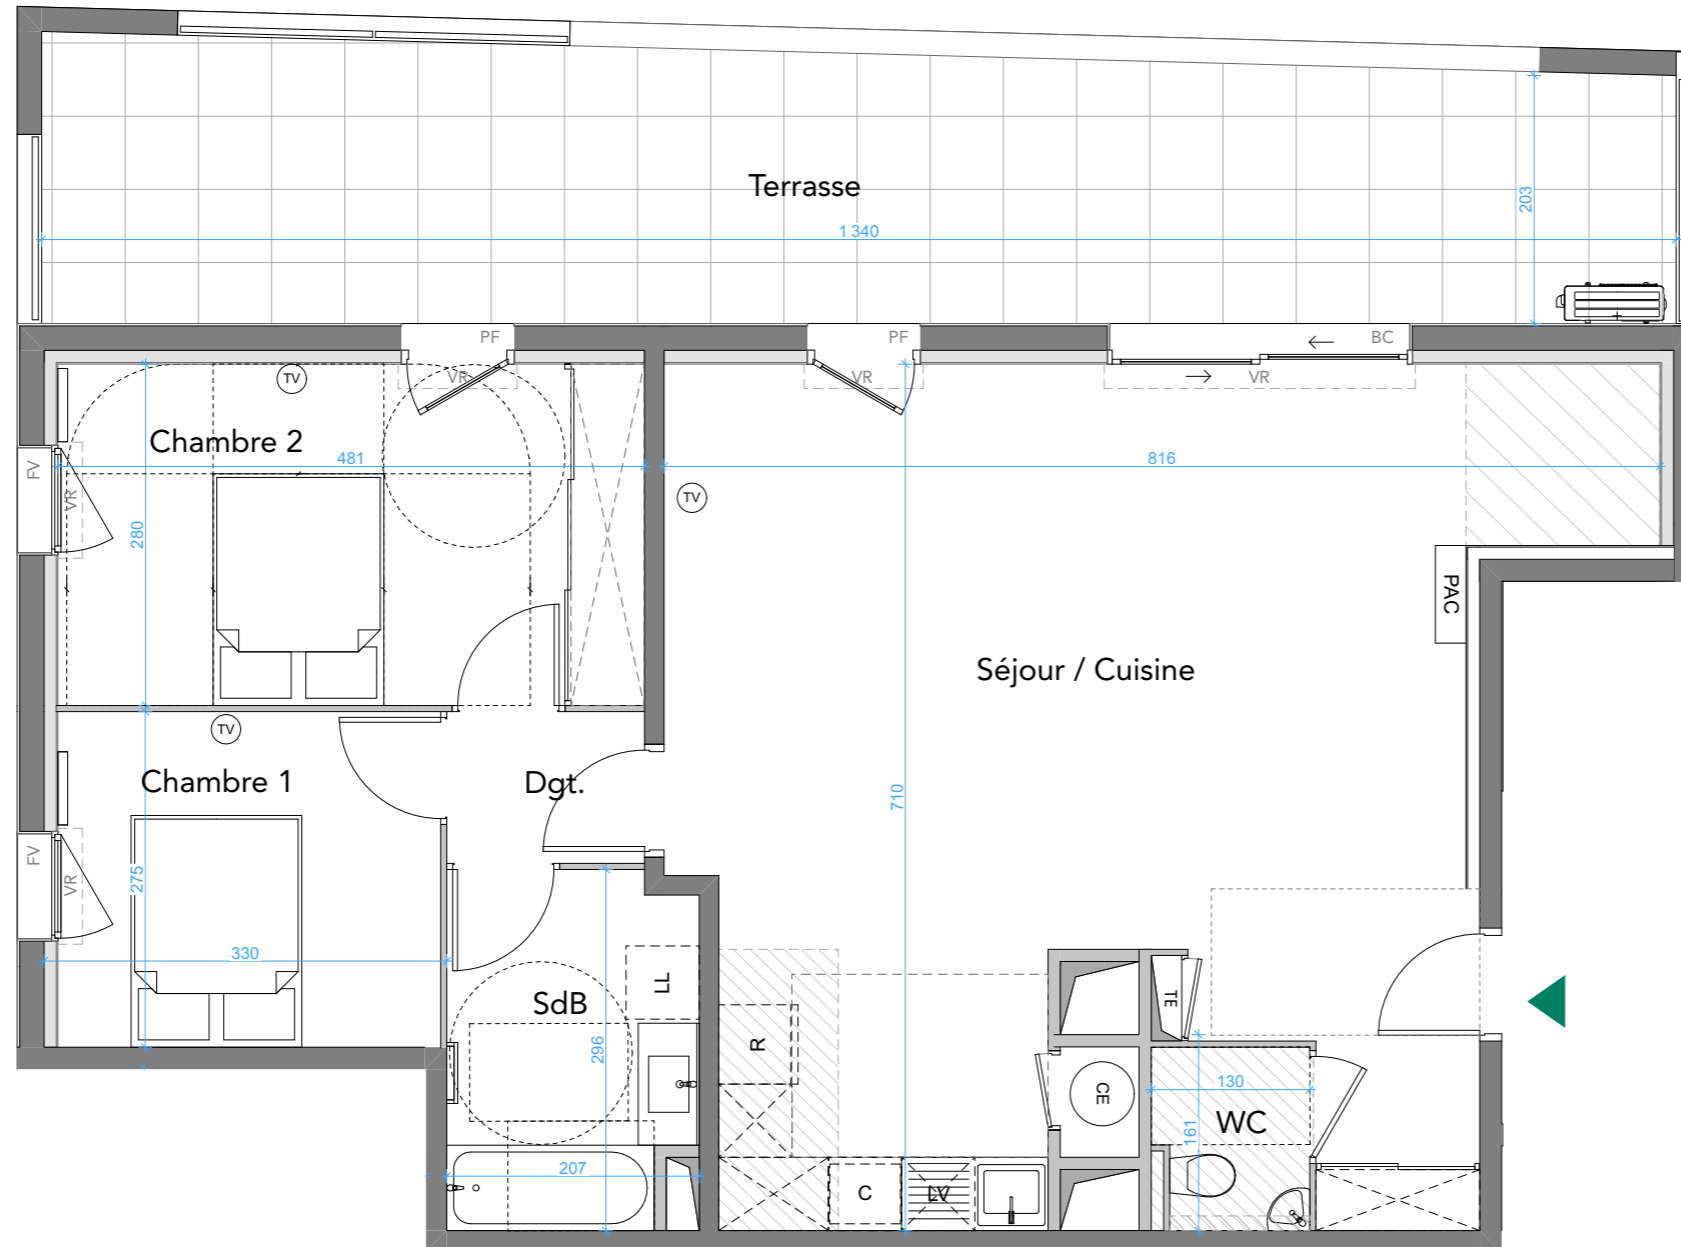 Terrasse
1 340
203
PF
PF
BC
VR
VR
VR
TV
Chambre 2
481
816
FV
VR
TV
280
PAC
Séjour / Cuisine
TV
Chambre 1
Dgt.
710
FV
VR
275
330
LL
SdB
TE
R
296
CE
130
WC
161
207
C
LV